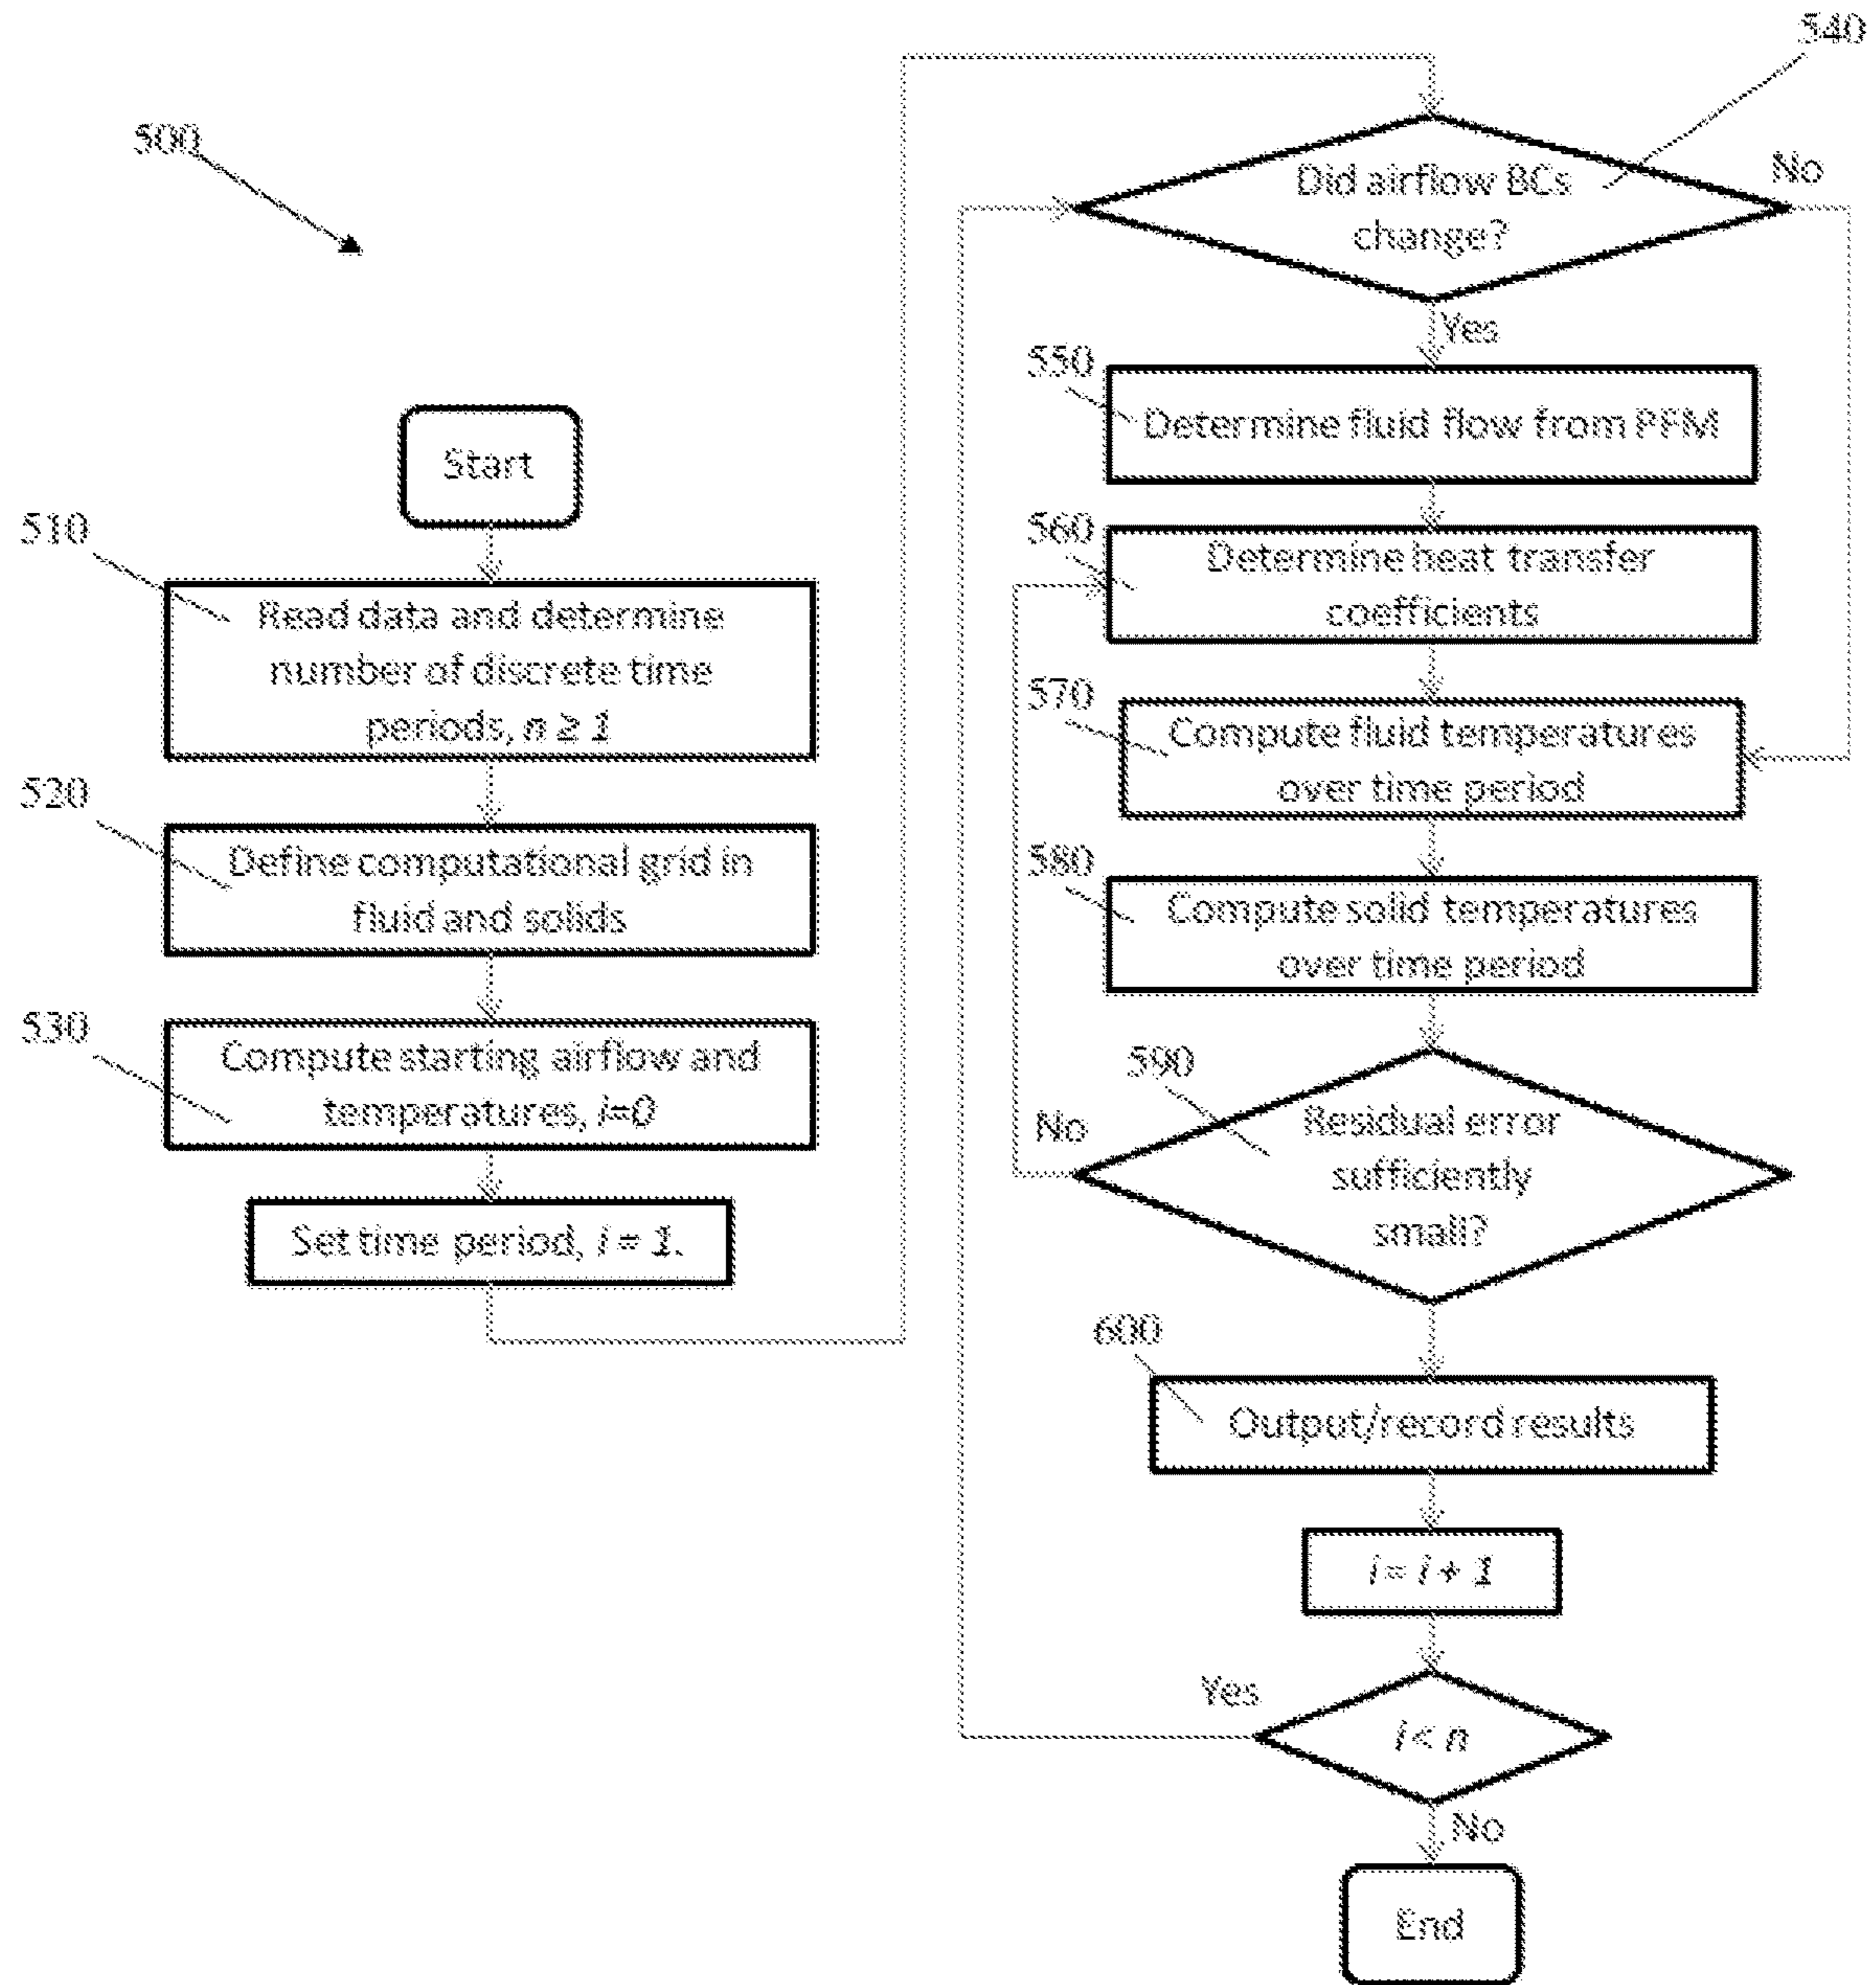 500
Start
510
Read data and determine
number of discrete time
periods, n ≥ 1
520
Define computational grid in
fluid and solids
530
Compute starting airflow and
temperatures, i=0
Set time period, i = 1.
540
Did airflow BCs
change?
No
Yes
550
Determine fluid flow from PFM
560
Determine heat transfer
coefficients
570
Compute fluid temperatures
over time period
580
Compute solid temperatures
over time period
590
Residual error
sufficiently
small?
No
600
Output/record results
i = i + 1
Yes
i < n
No
End